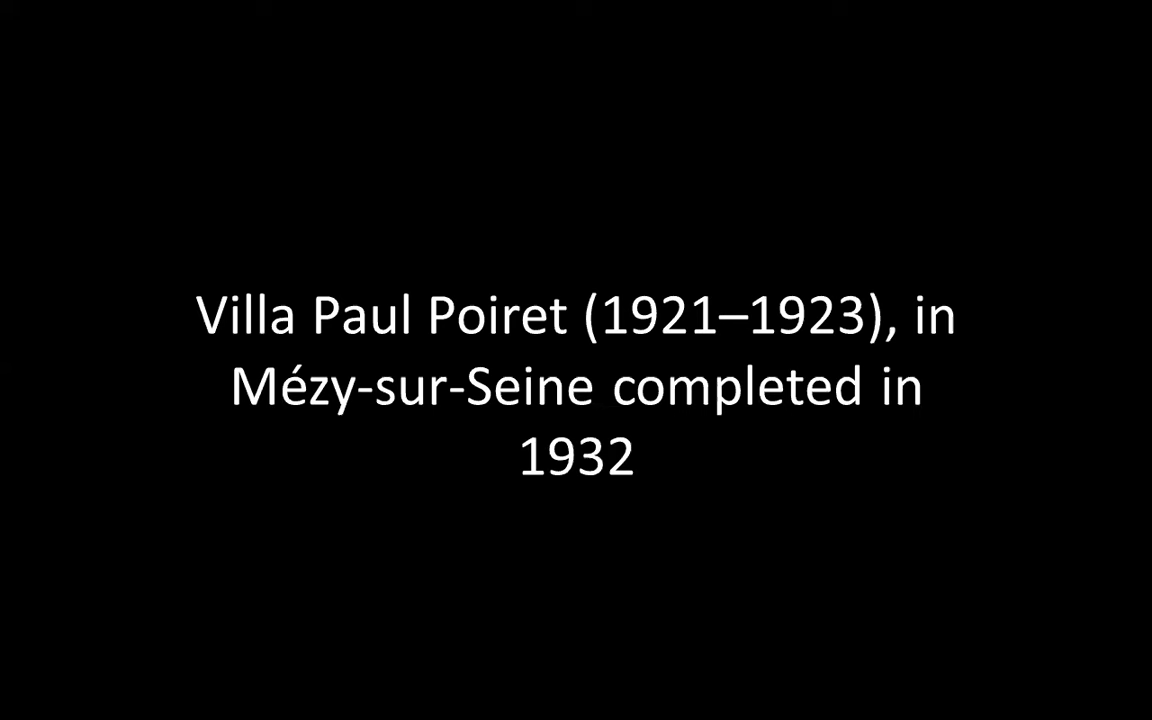 Villa Paul Poiret (1921–1923), in
Mézy-sur-Seine completed in
1932